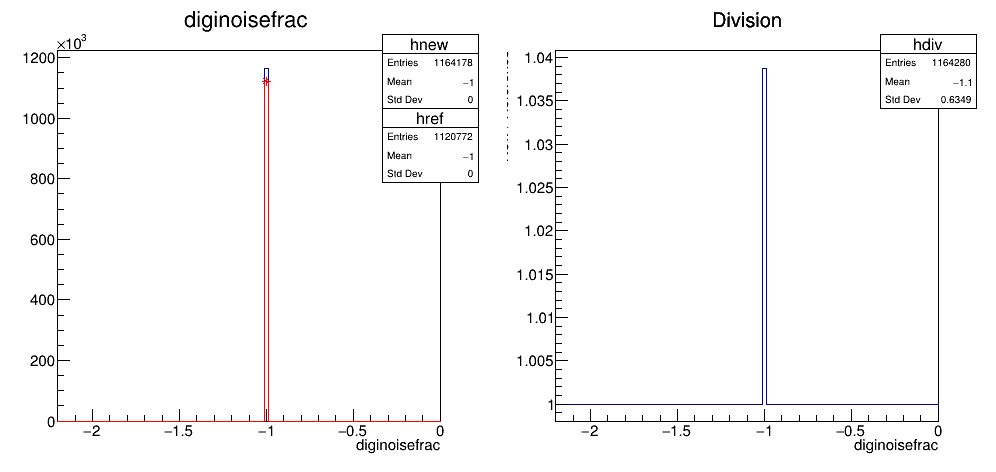 diginoisefrac
×10³
1200
1000
800
600
400
200
0
−2
−1.5
−1
−0.5
0
diginoisefrac
hnew
Entries 1164178
Mean −1
Std Dev 0
href
Entries 1120772
Mean −1
Std Dev 0
Division
1.04
1.035
1.03
1.025
1.02
1.015
1.01
1.005
1
−2
−1.5
−1
−0.5
0
diginoisefrac
hdiv
Entries 1164280
Mean −1.1
Std Dev 0.6349